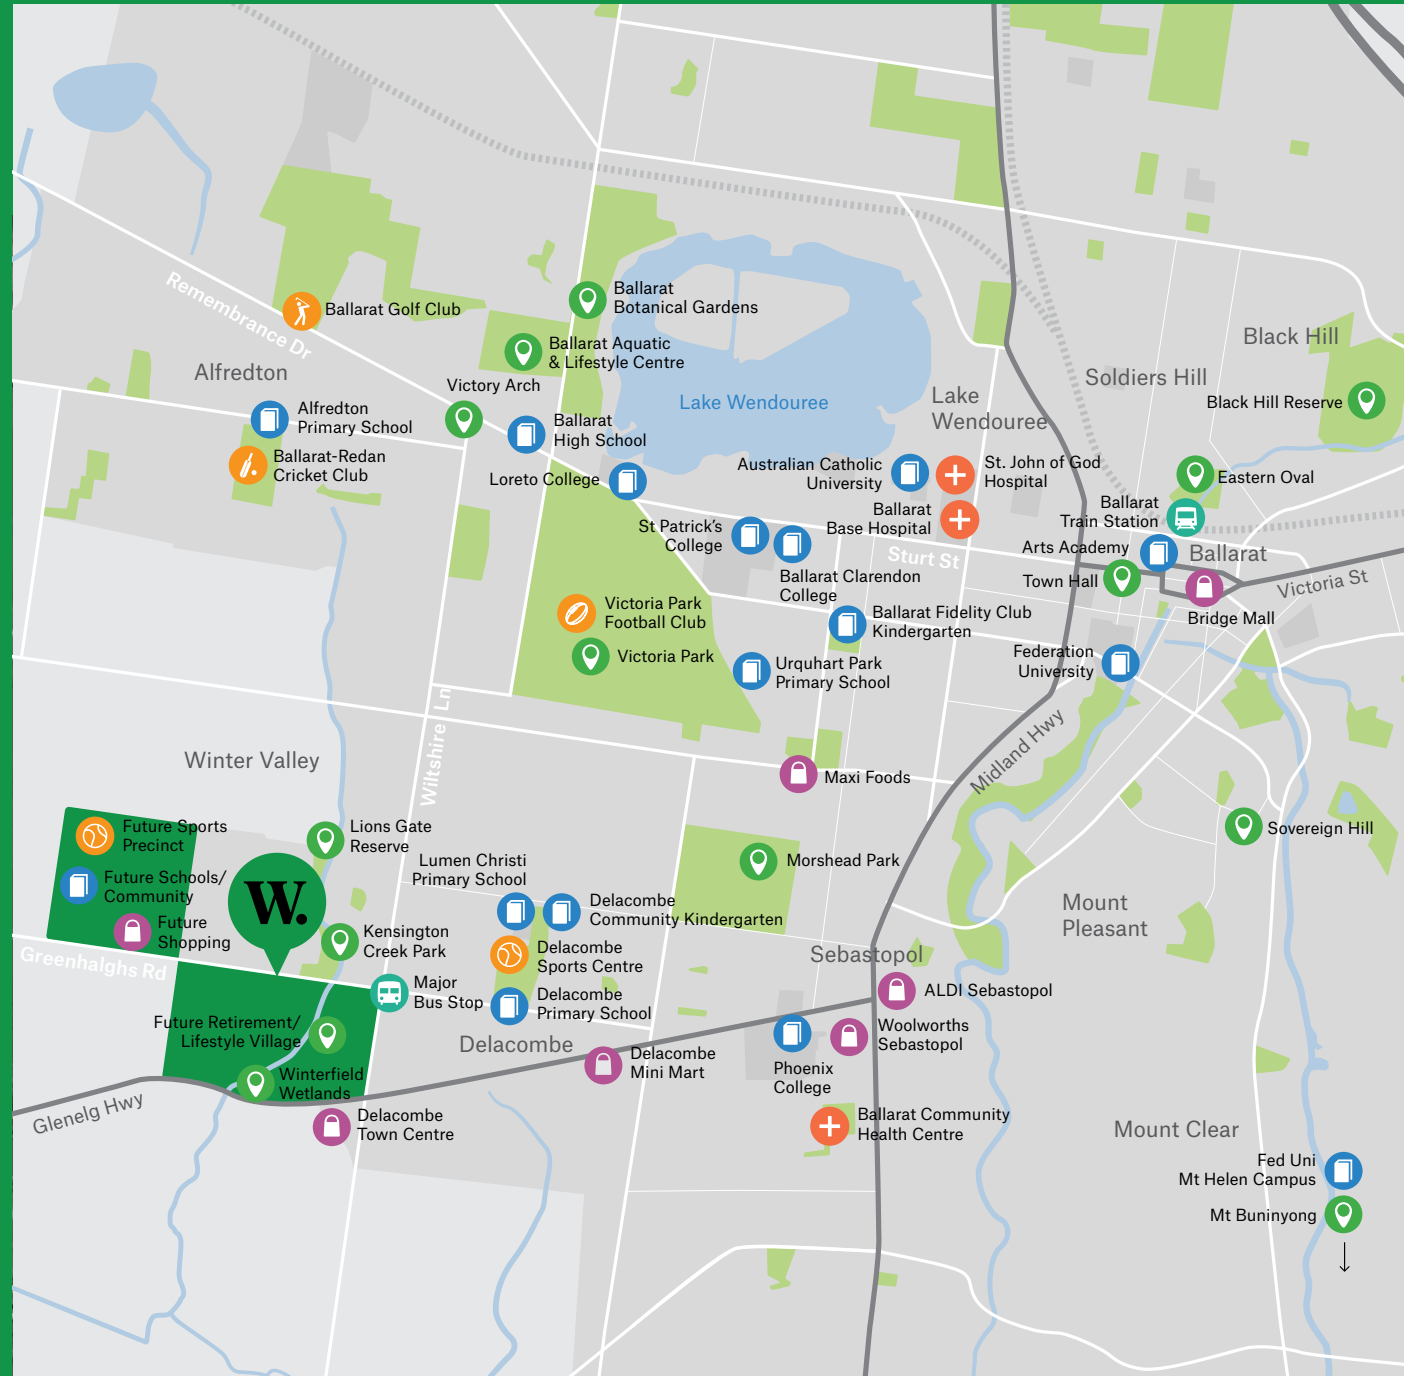 Ballarat
Botanical Gardens
Remembrance Dr
Ballarat Golf Club
Black Hill
Ballarat Aquatic
& Lifestyle Centre
Alfredton
Victory Arch
Soldiers Hill
Lake Wendouree
Lake
Wendouree
Black Hill Reserve
Alfredton
Primary School
Ballarat
High School
Ballarat-Redan
Cricket Club
Loreto College
Australian Catholic
University
St. John of God
Hospital
Eastern Oval
Ballarat
Base Hospital
Ballarat
Train Station
St Patrick's
College
Sturt St
Arts Academy
Ballarat
Ballarat Clarendon
College
Town Hall
Victoria St
Bridge Mall
Victoria Park
Football Club
Ballarat Fidelity Club
Kindergarten
Victoria Park
Urquhart Park
Primary School
Federation
University
Wiltshire Ln
Midland Hwy
Winter Valley
Maxi Foods
Future Sports
Precinct
Lions Gate
Reserve
Sovereign Hill
Lumen Christi
Primary School
Morshead Park
Future Schools/
Community
W.
Delacombe
Community Kindergarten
Mount
Pleasant
Future
Shopping
Kensington
Creek Park
Delacombe
Sports Centre
Sebastopol
Greenhalghs Rd
Major
Bus Stop
Delacombe
Primary School
ALDI Sebastopol
Future Retirement/
Lifestyle Village
Delacombe
Woolworths
Sebastopol
Delacombe
Mini Mart
Phoenix
College
Winterfield
Wetlands
Glenelg Hwy
Delacombe
Town Centre
Ballarat Community
Health Centre
Mount Clear
Fed Uni
Mt Helen Campus
Mt Buninyong